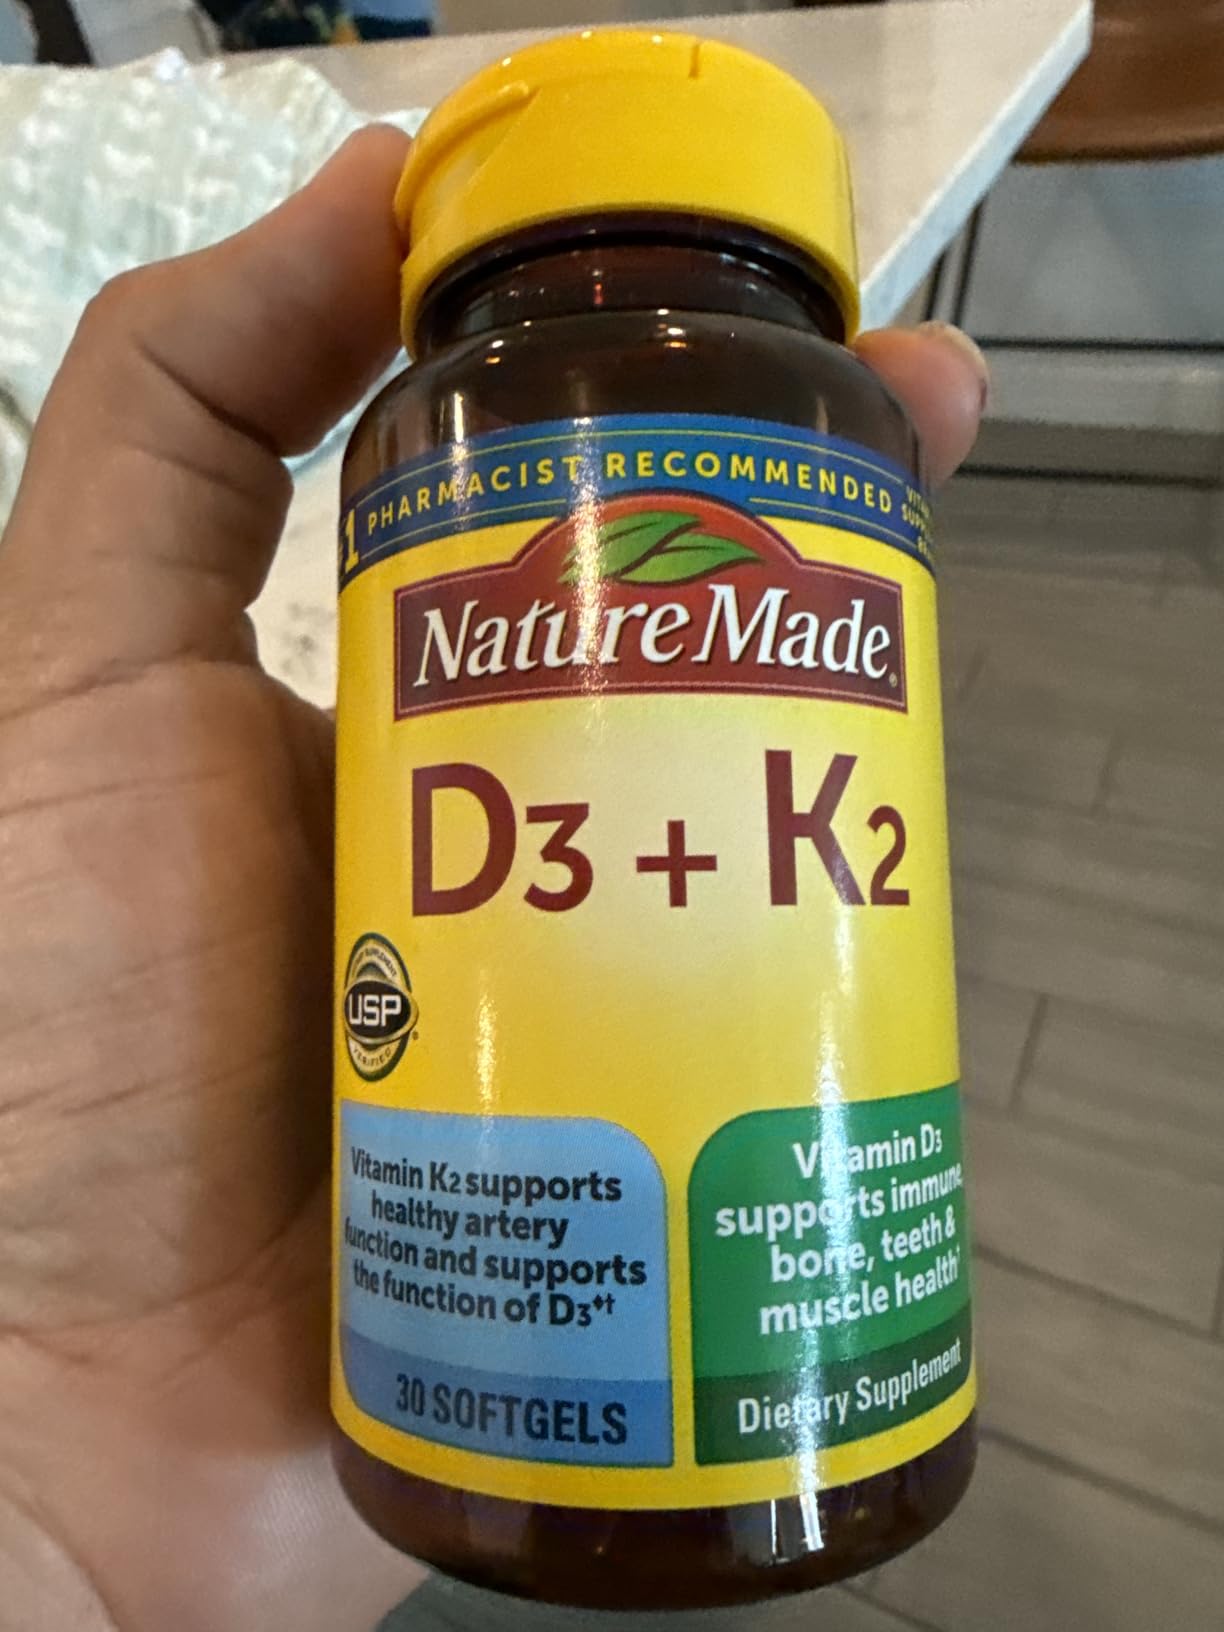 #1 PHARMACIST RECOMMENDED
Nature Made®
D3 + K2
USP
VERIFIED
Vitamin K2 supports
healthy artery
function and supports
the function of D3♦†
30 SOFTGELS
Vitamin D3
supports immune,
bone, teeth &
muscle health†
Dietary Supplement